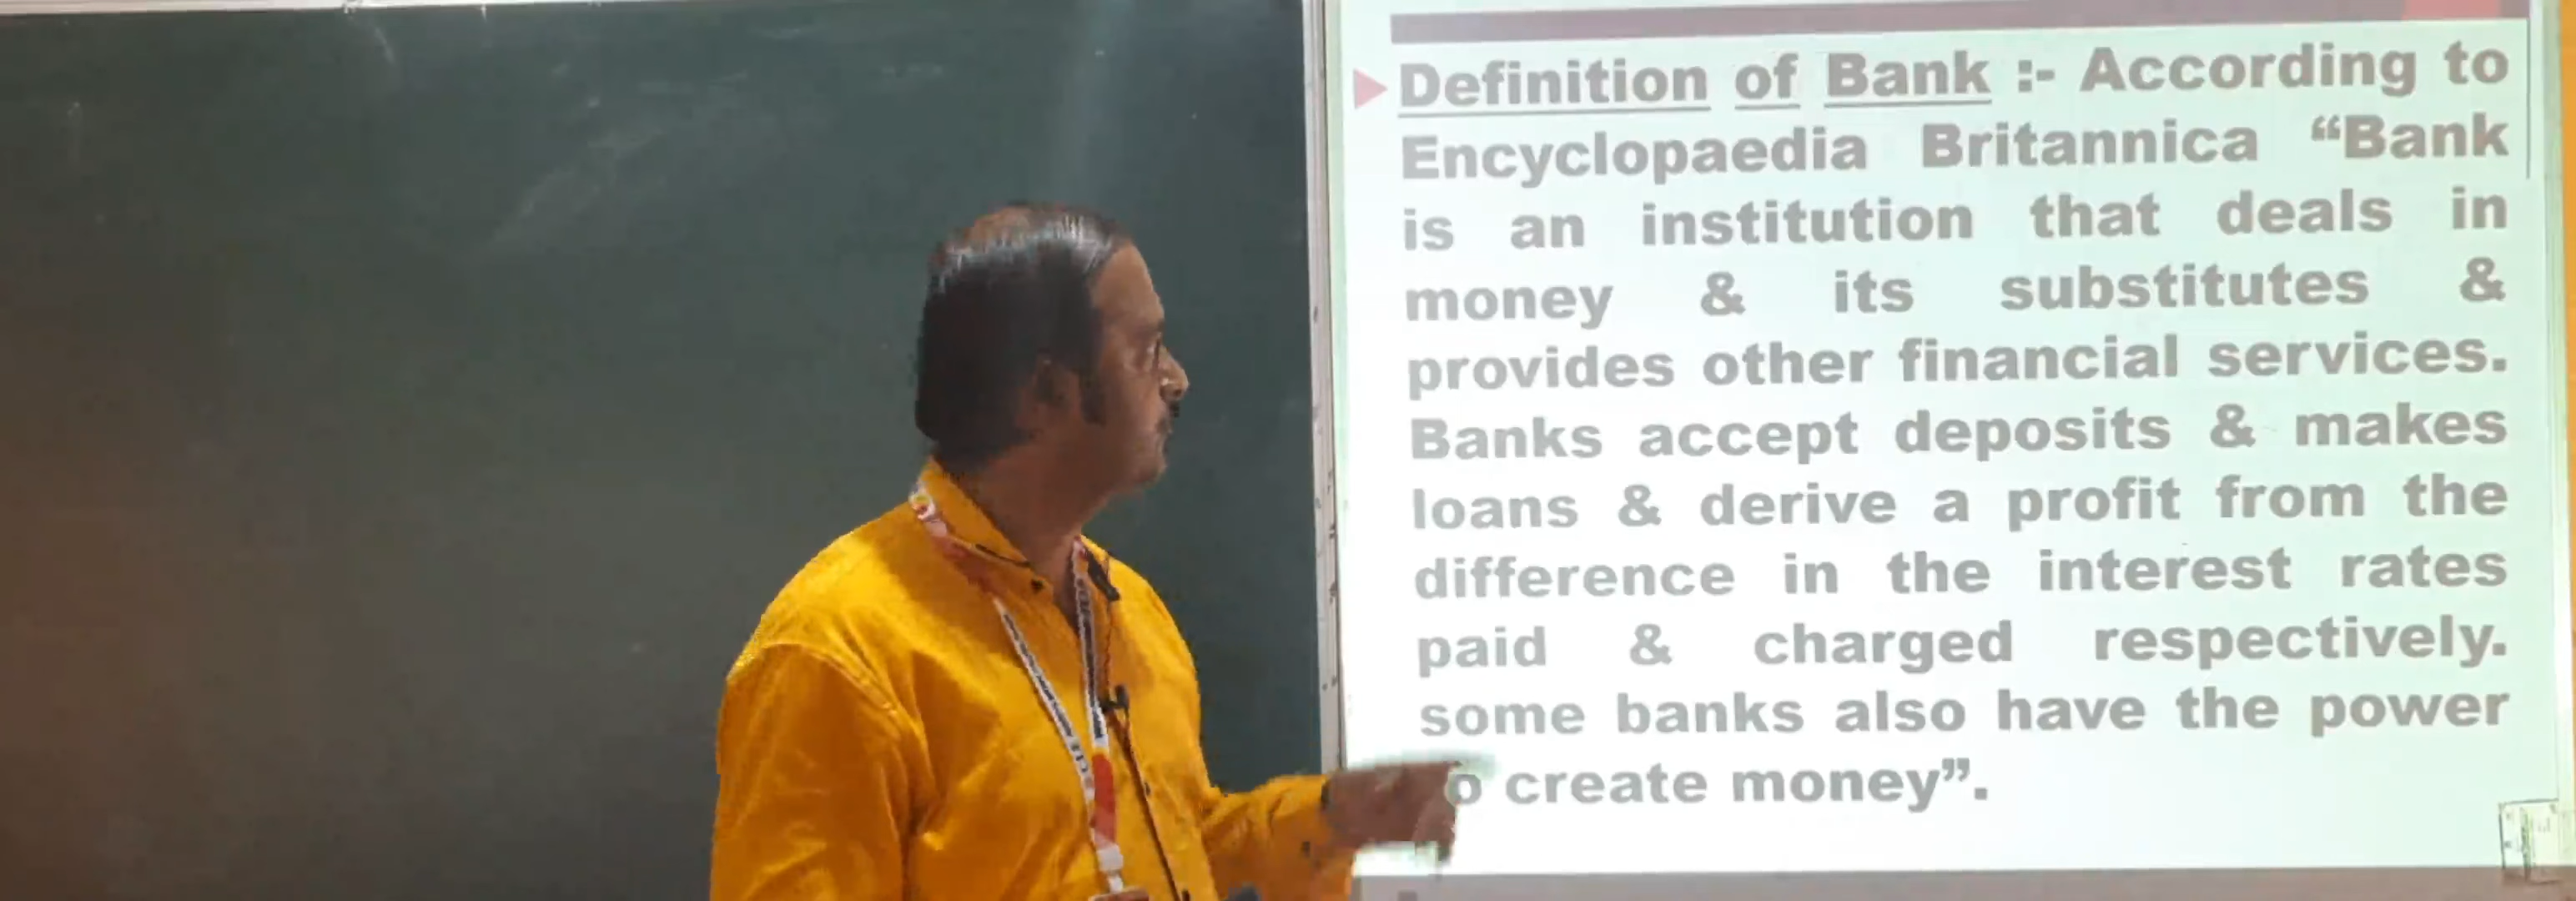 Definition of Bank :- According to
Encyclopaedia Britannica “Bank
is an institution that deals in
money & its substitutes &
provides other financial services.
Banks accept deposits & makes
loans & derive a profit from the
difference in the interest rates
paid & charged respectively.
some banks also have the power
o create money”.